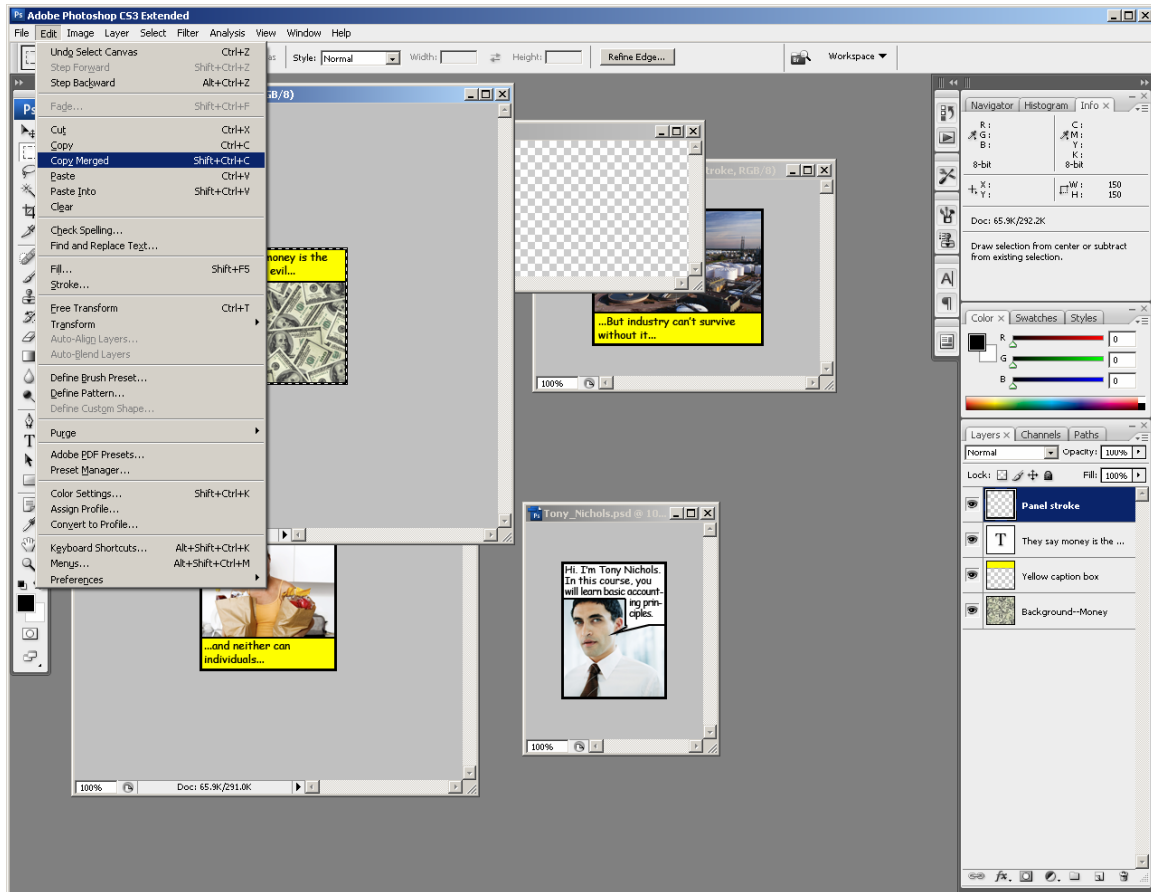 Adobe Photoshop CS3 Extended
File Edit Image Layer Select Filter Analysis View Window Help
Style: Normal Width: Height: Refine Edge... Workspace
Undo Select Canvas Ctrl+Z
Step Forward Shift+Ctrl+Z
Step Backward Alt+Ctrl+Z
Fade... Shift+Ctrl+F
Cut Ctrl+X
Copy Ctrl+C
Copy Merged Shift+Ctrl+C
Paste Ctrl+V
Paste Into Shift+Ctrl+V
Clear
Check Spelling...
Find and Replace Text...
Fill... Shift+F5
Stroke...
Free Transform Ctrl+T
Transform
Auto-Align Layers...
Auto-Blend Layers
Define Brush Preset...
Define Pattern...
Define Custom Shape...
Purge
Adobe PDF Presets...
Preset Manager...
Color Settings... Shift+Ctrl+K
Assign Profile...
Convert to Profile...
Keyboard Shortcuts... Alt+Shift+Ctrl+K
Menus... Alt+Shift+Ctrl+M
Preferences
money is the
evil...
troke, RGB/8)
...But industry can't survive
without it...
100%
...and neither can
individuals...
100% Doc: 65.9K/291.0K
Tony_Nichols.psd @ 10...
Hi. I'm Tony Nichols.
In this course, you
will learn basic account-
ing prin-
ciples.
100%
Navigator Histogram Info
R: C:
G: M:
B: Y:
K:
8-bit 8-bit
X: W: 150
Y: H: 150
Doc: 65.9K/292.2K
Draw selection from center or subtract
from existing selection.
Color Swatches Styles
R 0
G 0
B 0
Layers Channels Paths
Normal Opacity: 100%
Lock: Fill: 100%
Panel stroke
T They say money is the ...
Yellow caption box
Background--Money